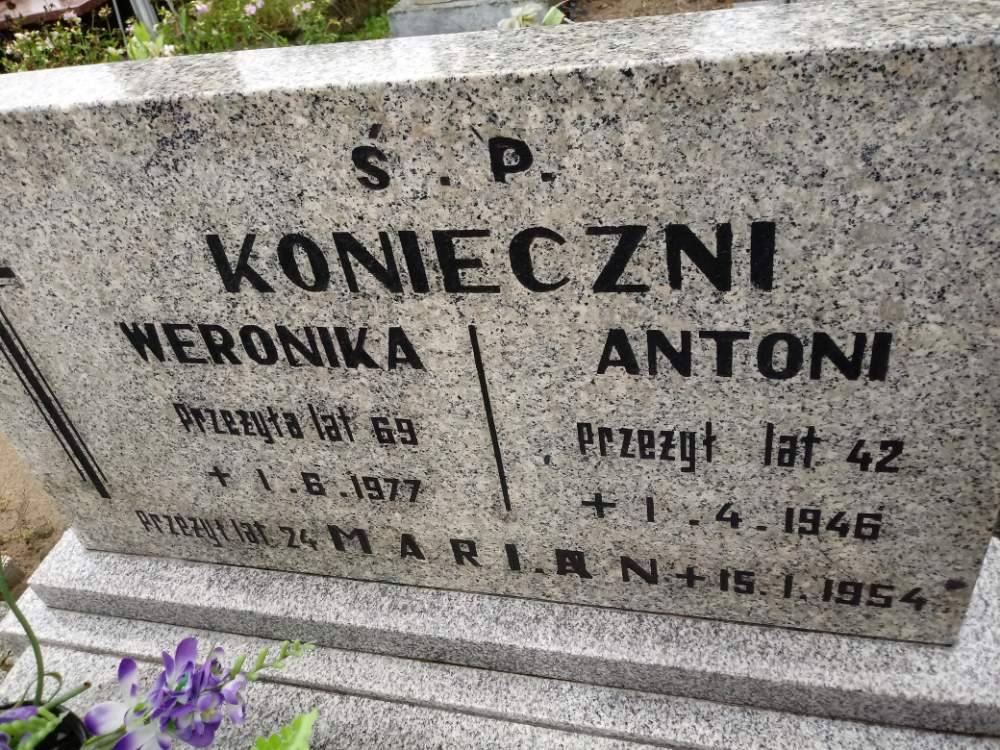 Ś . P.
KONIECZNI
WERONIKA
Przeżyła lat 69
+ 1.6.1977
ANTONI
Przeżył lat 42
+ 1.4.1946
Przeżył lat 24 MARIAN + 15.1.1954